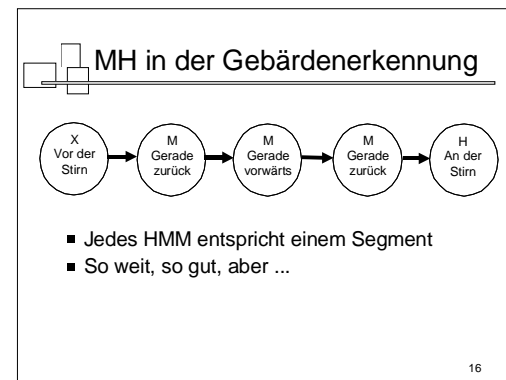 MH in der Gebärdenerkennung
X
Vor der
Stirn
M
Gerade
zurück
M
Gerade
vorwärts
M
Gerade
zurück
H
An der
Stirn
Jedes HMM entspricht einem Segment
So weit, so gut, aber ...
16